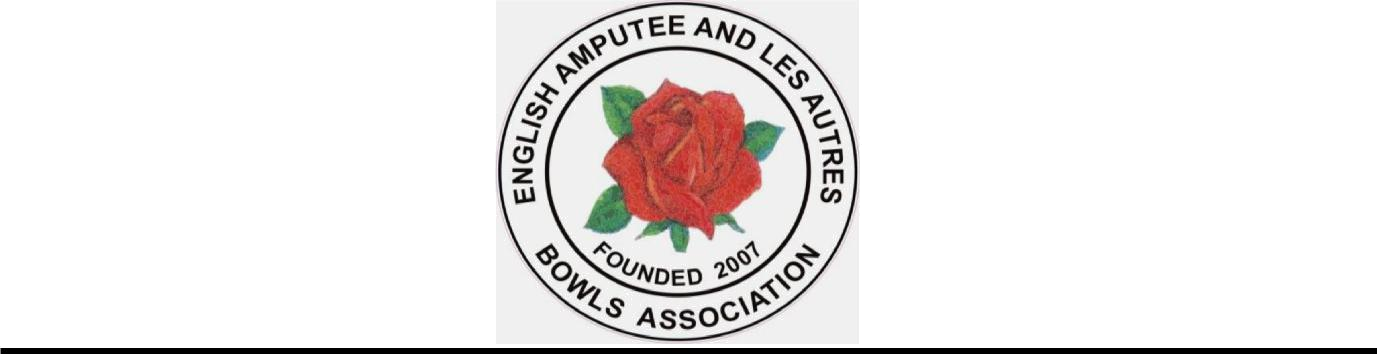 ENGLISH AMPUTEE AND LES AUTRES
BOWLS ASSOCIATION
FOUNDED 2007